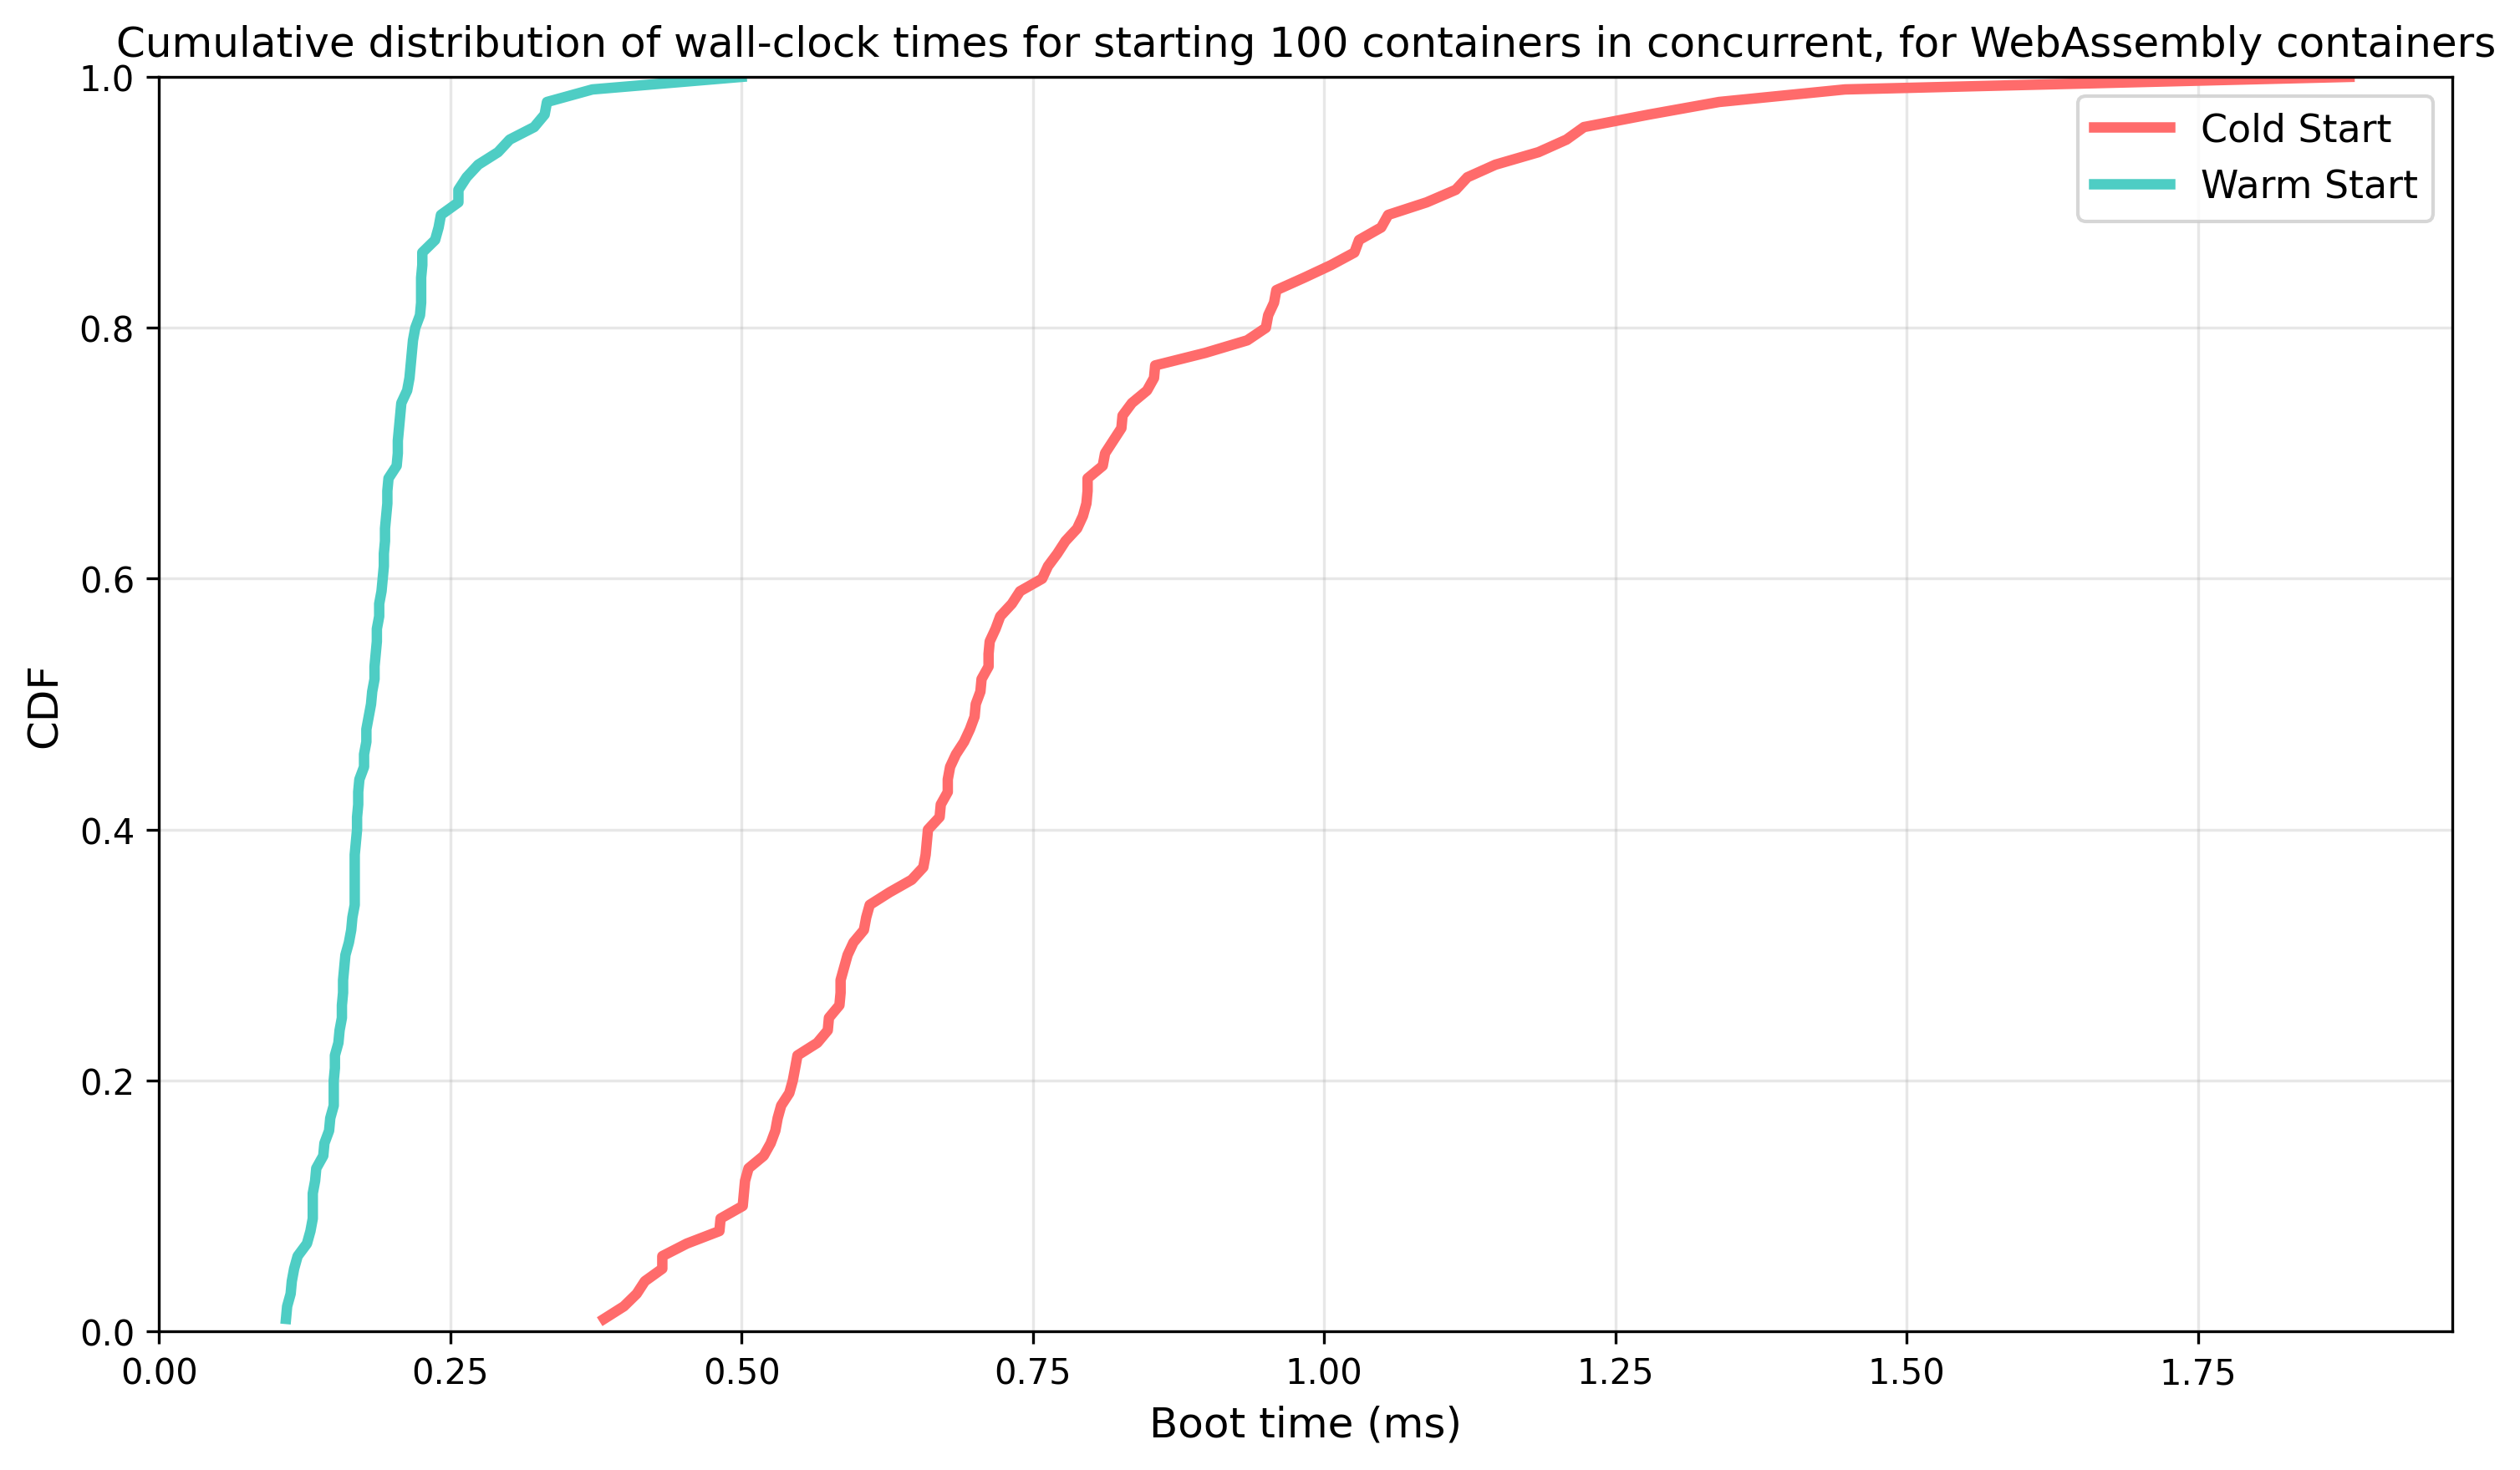 Cumulative distribution of wall-clock times for starting 100 containers in concurrent, for WebAssembly containers
1.0
0.8
0.6
0.4
0.2
0.0
CDF
Cold Start
Warm Start
0.00 0.25 0.50 0.75 1.00 1.25 1.50 1.75
Boot time (ms)